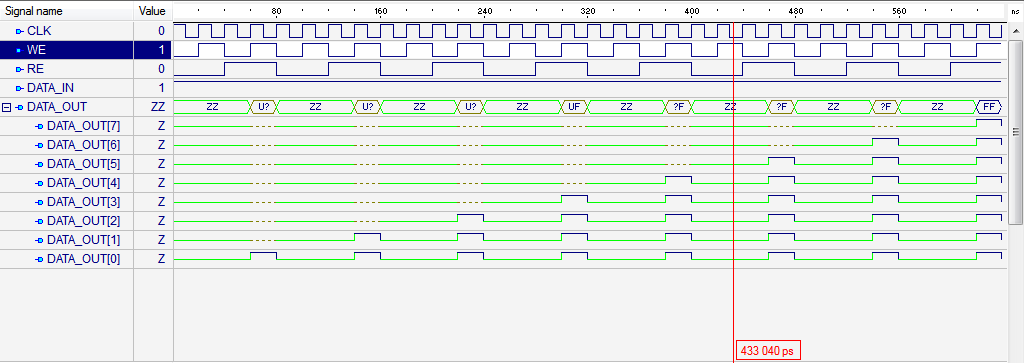 Signal name Value 80 160 240 320 400 480 560 ns
CLK 0
WE 1
RE 0
DATA_IN 1
DATA_OUT ZZ ZZ U? ZZ U? ZZ U? ZZ UF ZZ ?F ZZ ?F ZZ ?F ZZ FF
DATA_OUT[7] Z
DATA_OUT[6] Z
DATA_OUT[5] Z
DATA_OUT[4] Z
DATA_OUT[3] Z
DATA_OUT[2] Z
DATA_OUT[1] Z
DATA_OUT[0] Z
433 040 ps